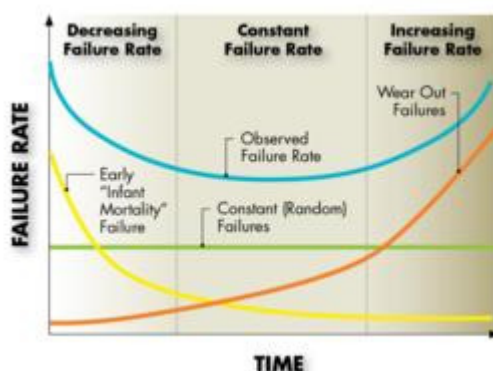 Decreasing
Failure Rate
Constant
Failure Rate
Increasing
Failure Rate
Wear Out
Failures
Observed
Failure Rate
Early
"Infant
Mortality"
Failure
Constant (Random)
Failures
FAILURE RATE
TIME